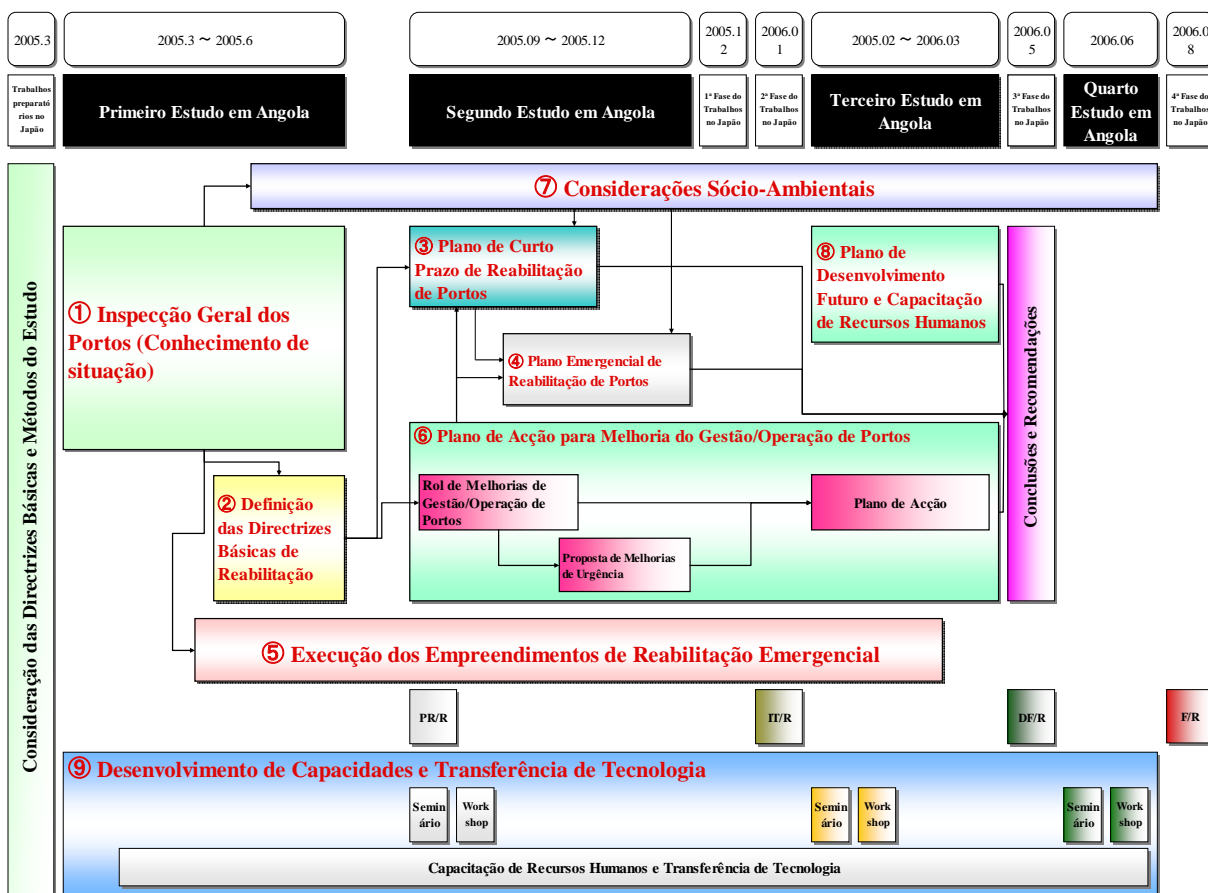 2005.3
2005.3 ～ 2005.6
2005.09 ～ 2005.12
2005.1
2
2006.0
1
2005.02 ～ 2006.03
2006.0
5
2006.06
2006.0
8
Trabalhos
preparató
rios no
Japão
Primeiro Estudo em Angola
Segundo Estudo em Angola
1ª Fase do
Trabalhos
no Japão
2ª Fase do
Trabalhos
no Japão
Terceiro Estudo em
Angola
3ª Fase do
Trabalhos
no Japão
Quarto
Estudo em
Angola
4ª Fase do
Trabalhos
no Japão
Consideração das Directrizes Básicas e Métodos do Estudo
⑦ Considerações Sócio-Ambientais
① Inspecção Geral dos
Portos (Conhecimento de
situação)
③ Plano de Curto
Prazo de Reabilitação
de Portos
⑧ Plano de
Desenvolvimento
Futuro e Capacitação
de Recursos Humanos
④ Plano Emergencial de
Reabilitação de Portos
Conclusões e Recomendações
⑥ Plano de Acção para Melhoria do Gestão/Operação de Portos
② Definição
das Directrizes
Básicas de
Reabilitação
Rol de Melhorias de
Gestão/Operação de
Portos
Plano de Acção
Proposta de Melhorias
de Urgência
⑤ Execução dos Empreendimentos de Reabilitação Emergencial
PR/R
IT/R
DF/R
F/R
⑨ Desenvolvimento de Capacidades e Transferência de Tecnologia
Semin
ário
Work
shop
Semin
ário
Work
shop
Semin
ário
Work
shop
Capacitação de Recursos Humanos e Transferência de Tecnologia